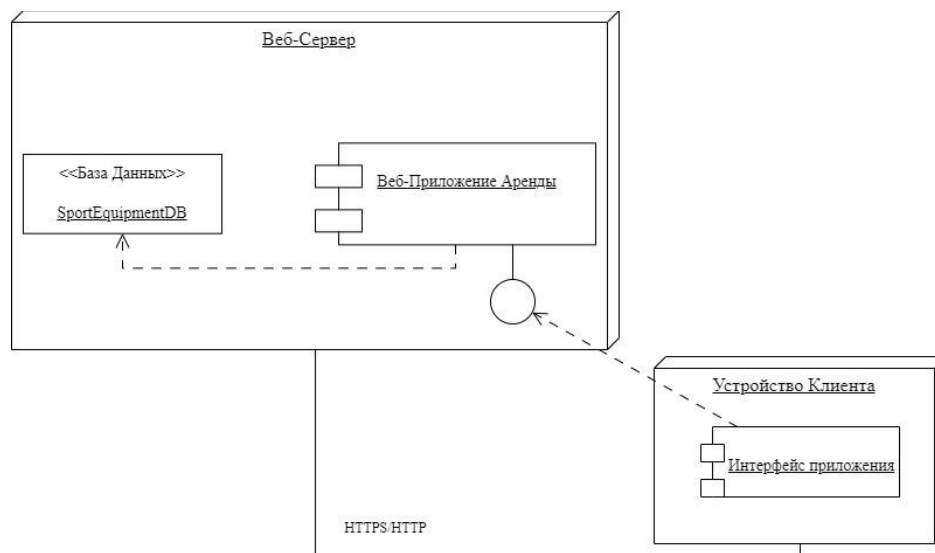 Веб-Сервер
<<База Данных>>
SportEquipmentDB
Веб-Приложение Аренды
Устройство Клиента
Интерфейс приложения
HTTPS/HTTP